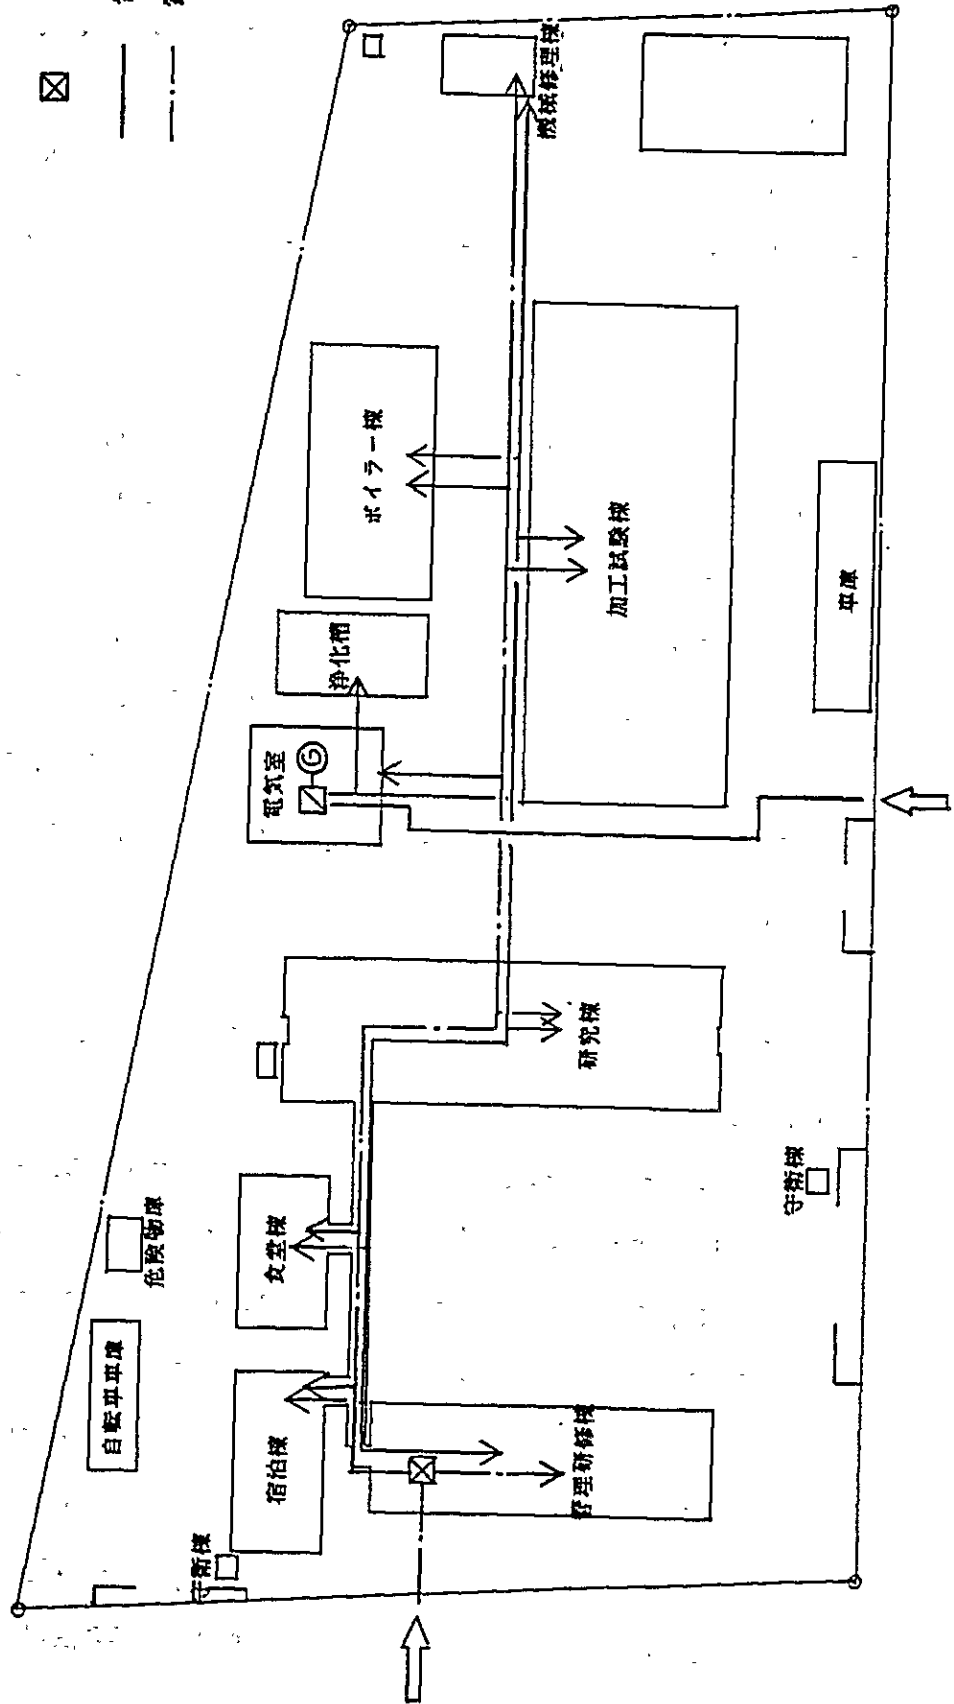 機械修理棟
ボイラー棟
浄化槽
電気室
G
加工試験棟
車庫
研究棟
食堂棟
宿泊棟
危険物庫
自転車車庫
守衛棟
守衛棟
管理研修棟